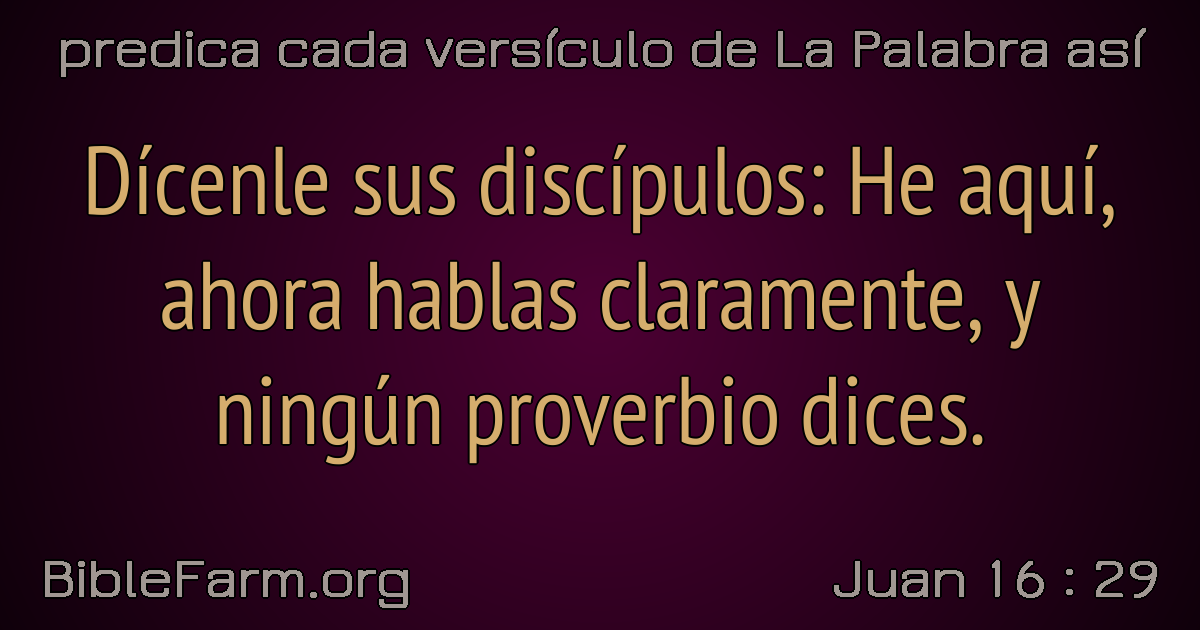 predica cada versículo de La Palabra así
Dícenle sus discípulos: He aquí,
ahora hablas claramente, y
ningún proverbio dices.
BibleFarm.org
Juan 16 : 29